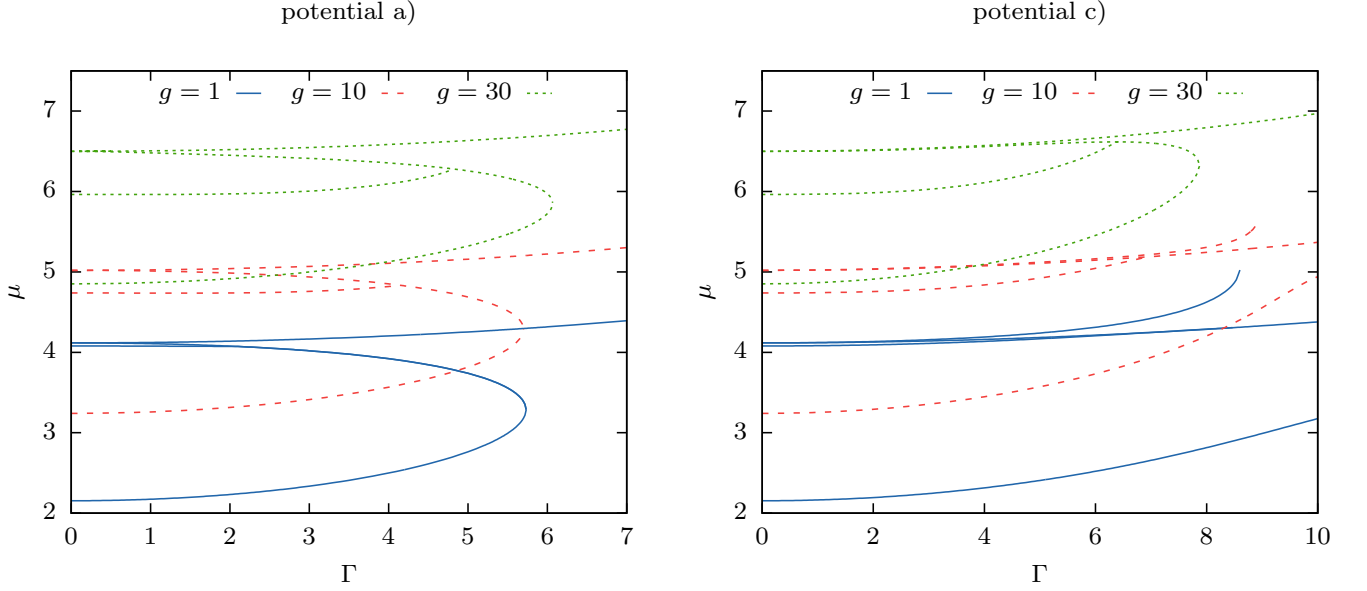 potential a)
g = 1 g = 10 g = 30
7
6
5
4
3
2
μ
0 1 2 3 4 5 6 7
Γ
potential c)
g = 1 g = 10 g = 30
7
6
5
4
3
2
μ
0 2 4 6 8 10
Γ